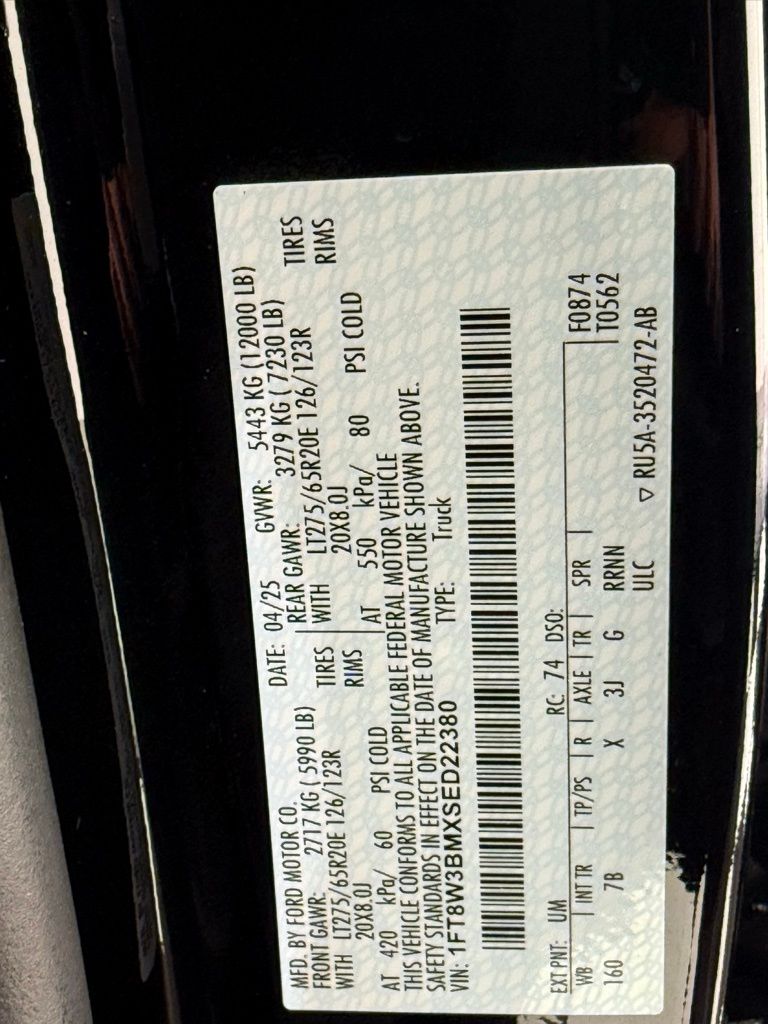 MFD. BY FORD MOTOR CO.
DATE: 04/25 GVWR: 5443 KG (12000 LB)
FRONT GAWR: 2717 KG ( 5990 LB) REAR GAWR: 3279 KG ( 7230 LB)
WITH LT275/65R20E 126/123R TIRES WITH LT275/65R20E 126/123R TIRES
20X8.0J RIMS 20X8.0J RIMS
AT 420 kPa/ 60 PSI COLD AT 550 kPa/ 80 PSI COLD
THIS VEHICLE CONFORMS TO ALL APPLICABLE FEDERAL MOTOR VEHICLE
SAFETY STANDARDS IN EFFECT ON THE DATE OF MANUFACTURE SHOWN ABOVE.
VIN: 1FT8W3BMXSED22380 TYPE: Truck
EXT PNT: UM RC: 74 DSO: F0874
WB INT TR TP/PS R AXLE TR SPR T0562
160 7B X 3J G RRNN
ULC ▽ RU5A-3520472-AB